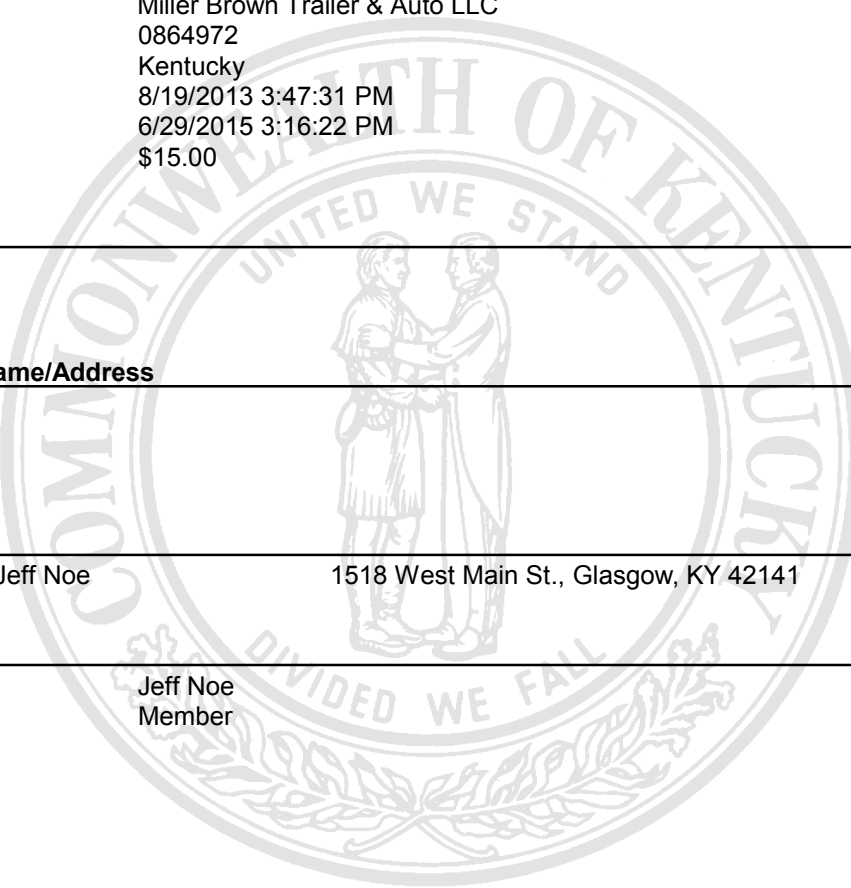 Miller Brown Trailer & Auto LLC
0864972
Kentucky
8/19/2013 3:47:31 PM
6/29/2015 3:16:22 PM
$15.00
COMMONWEALTH OF KENTUCKY
UNITED WE STAND
ame/Address
Jeff Noe 1518 West Main St., Glasgow, KY 42141
DIVIDED WE FALL
Jeff Noe
Member